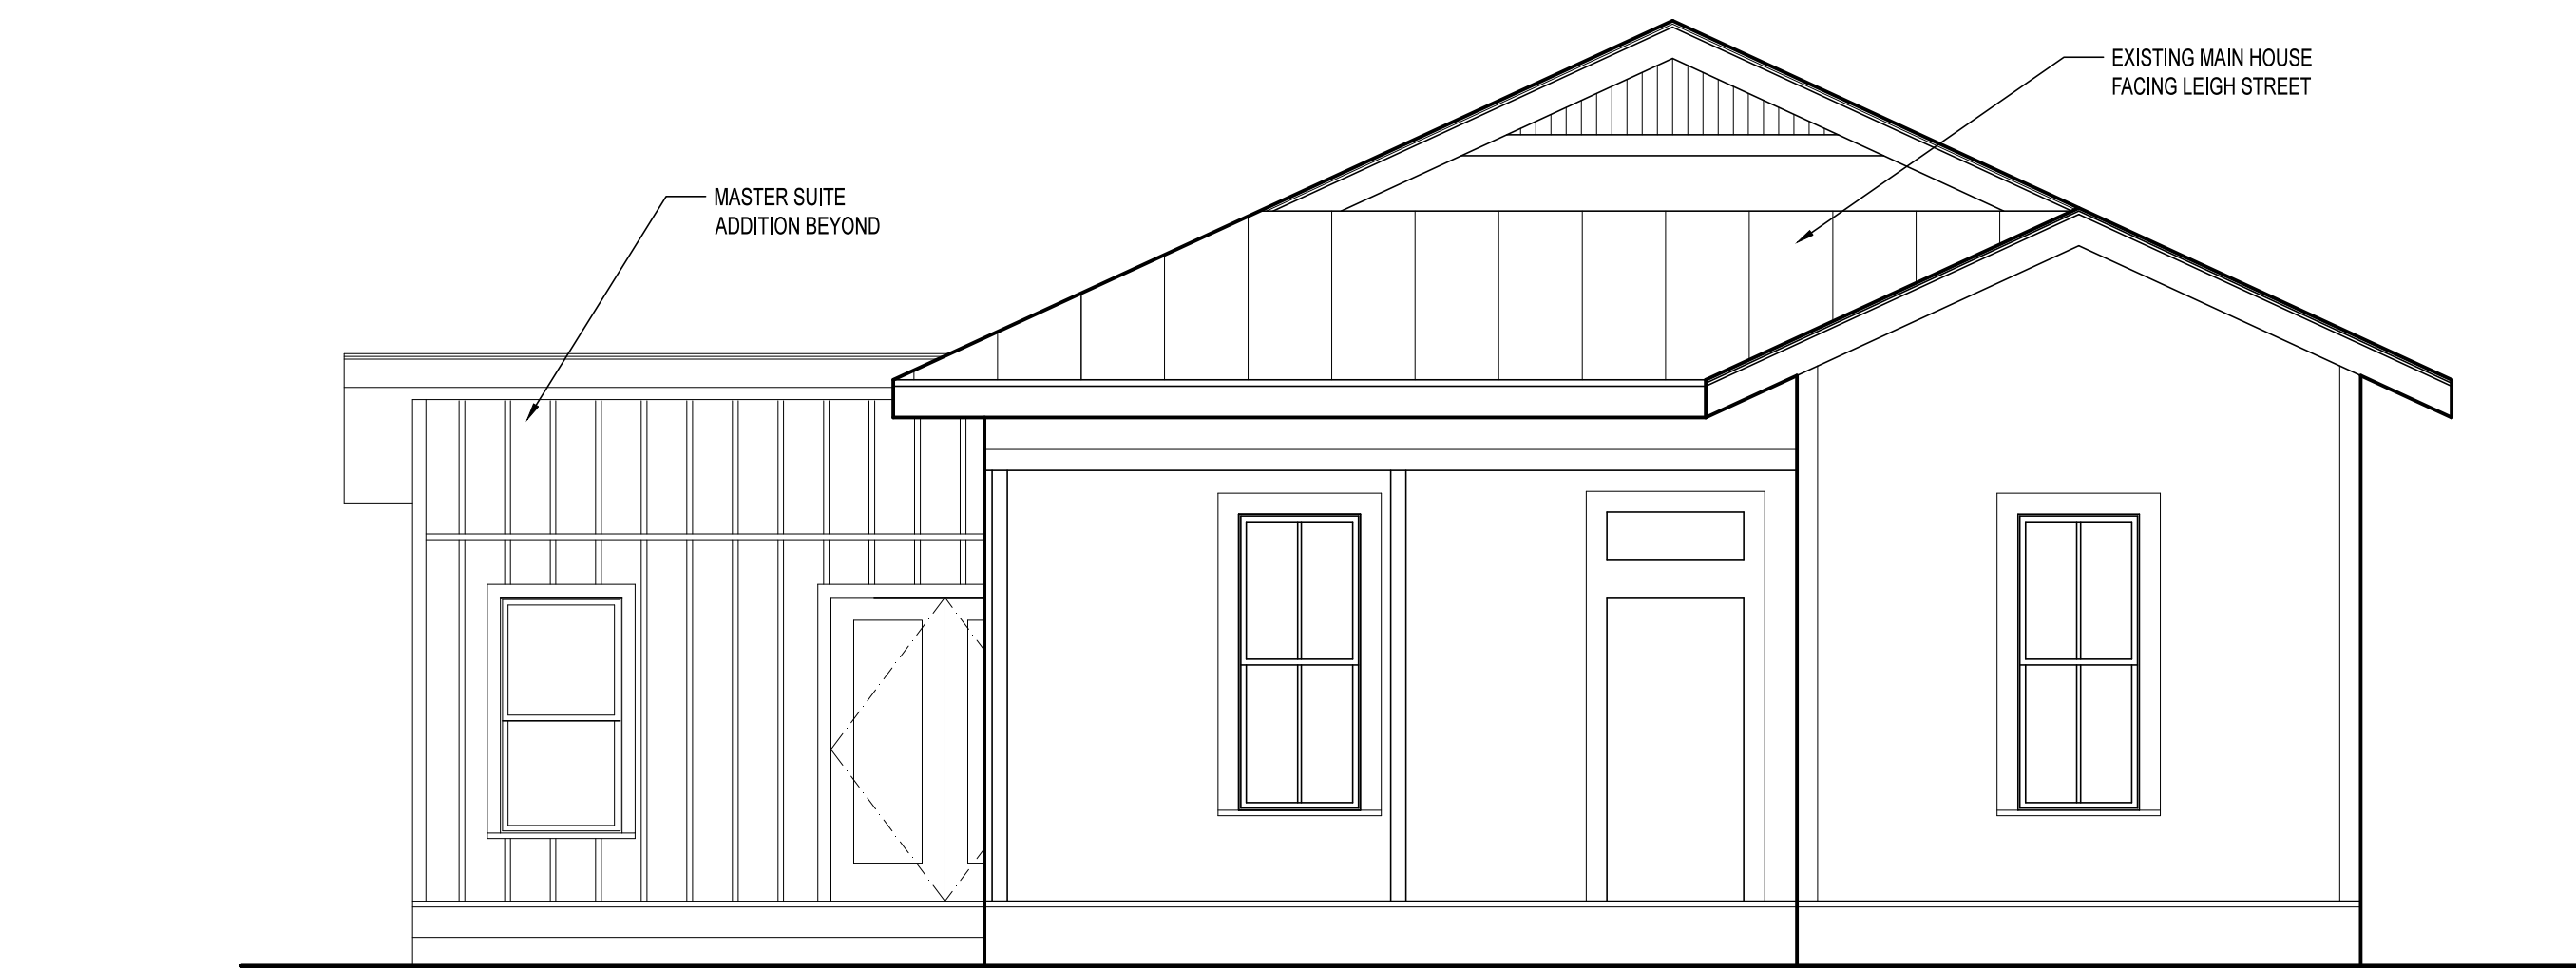 EXISTING MAIN HOUSE
FACING LEIGH STREET
MASTER SUITE
ADDITION BEYOND